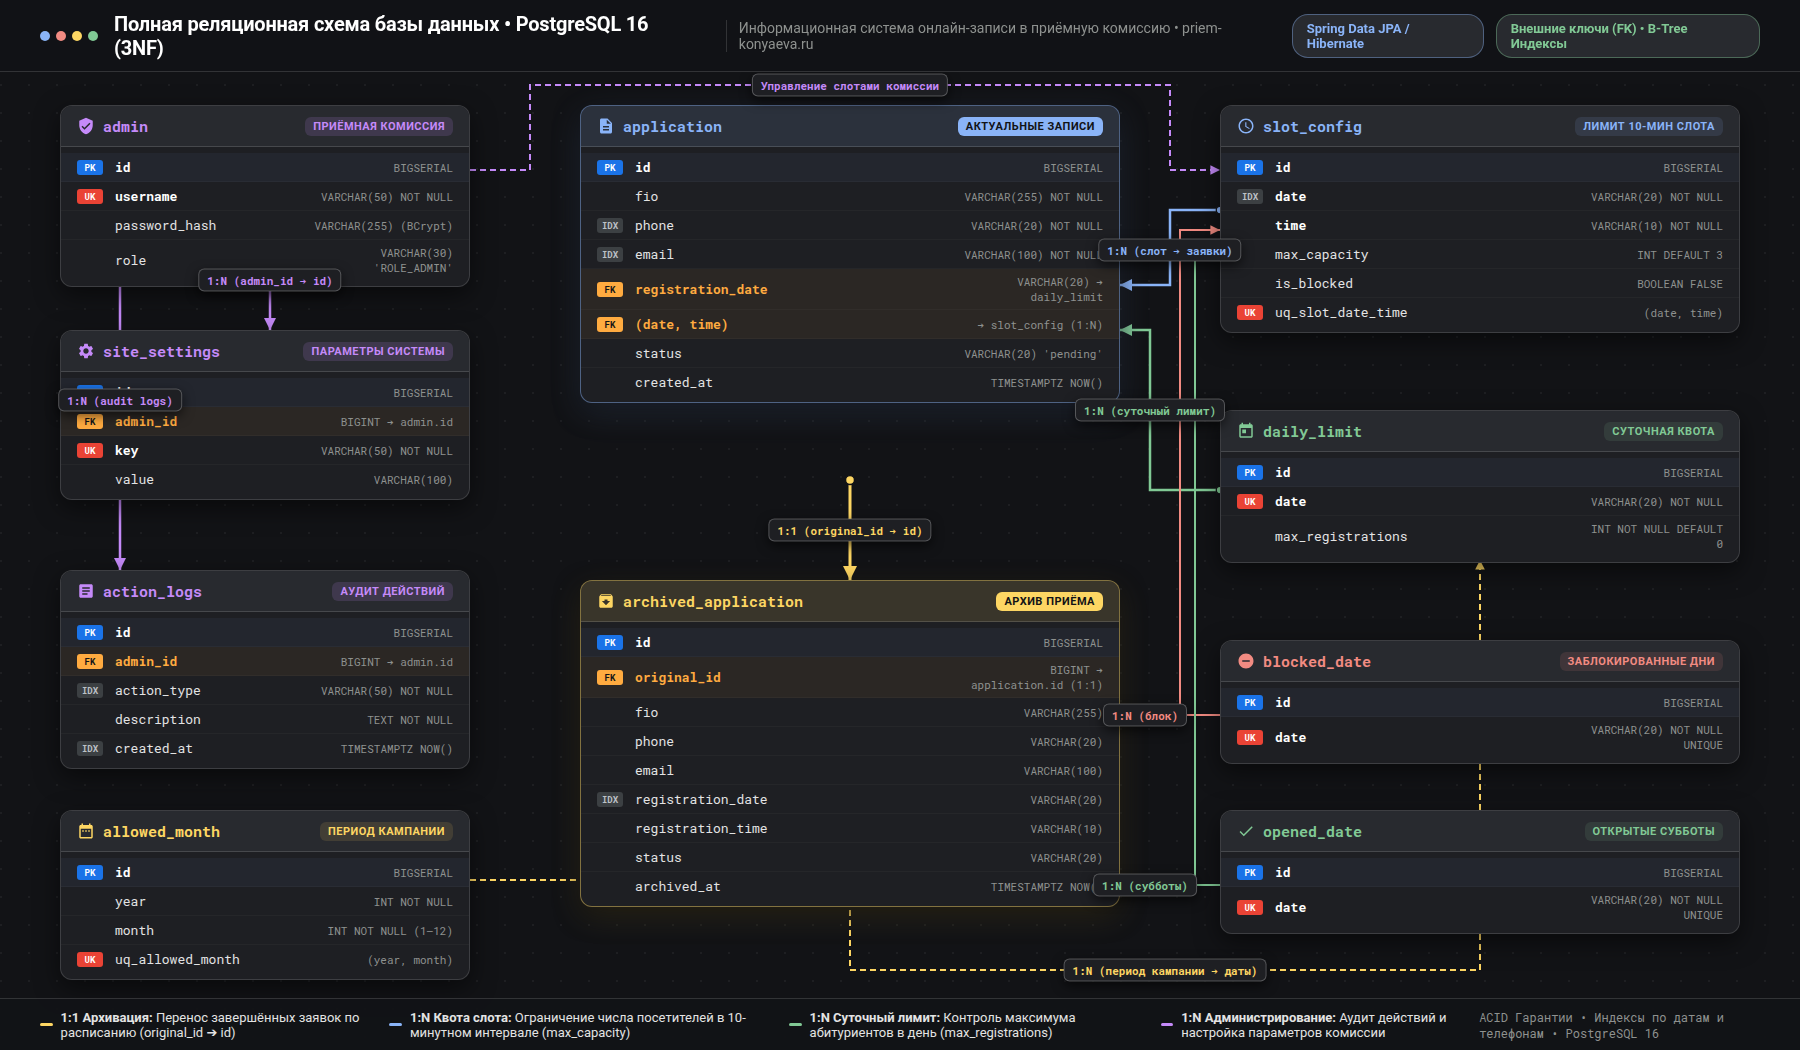 Полная реляционная схема базы данных • PostgreSQL 16
(3NF)
Информационная система онлайн-записи в приёмную комиссию • priem-
konyaeva.ru
Spring Data JPA /
Hibernate
Внешние ключи (FK) • B-Tree
Индексы
Управление слотами комиссии
admin ПРИЁМНАЯ КОМИССИЯ
PK id BIGSERIAL
UK username VARCHAR(50) NOT NULL
password_hash VARCHAR(255) (BCrypt)
role VARCHAR(30)
'ROLE_ADMIN'
1:N (admin_id → id)
site_settings ПАРАМЕТРЫ СИСТЕМЫ
BIGSERIAL
1:N (audit logs)
FK admin_id BIGINT → admin.id
UK key VARCHAR(50) NOT NULL
value VARCHAR(100)
action_logs АУДИТ ДЕЙСТВИЙ
PK id BIGSERIAL
FK admin_id BIGINT → admin.id
IDX action_type VARCHAR(50) NOT NULL
description TEXT NOT NULL
IDX created_at TIMESTAMPTZ NOW()
allowed_month ПЕРИОД КАМПАНИИ
PK id BIGSERIAL
year INT NOT NULL
month INT NOT NULL (1–12)
UK uq_allowed_month (year, month)
application АКТУАЛЬНЫЕ ЗАПИСИ
PK id BIGSERIAL
fio VARCHAR(255) NOT NULL
IDX phone VARCHAR(20) NOT NULL
IDX email VARCHAR(100) NOT NULL
1:N (слот → заявки)
FK registration_date VARCHAR(20) →
daily_limit
FK (date, time) → slot_config (1:N)
status VARCHAR(20) 'pending'
created_at TIMESTAMPTZ NOW()
1:N (суточный лимит)
1:1 (original_id → id)
archived_application АРХИВ ПРИЁМА
PK id BIGSERIAL
FK original_id BIGINT →
application.id (1:1)
fio VARCHAR(255)
1:N (блок)
phone VARCHAR(20)
email VARCHAR(100)
IDX registration_date VARCHAR(20)
registration_time VARCHAR(10)
status VARCHAR(20)
archived_at TIMESTAMPTZ NOW
1:N (субботы)
1:N (период кампании → даты)
slot_config ЛИМИТ 10-МИН СЛОТА
PK id BIGSERIAL
IDX date VARCHAR(20) NOT NULL
time VARCHAR(10) NOT NULL
max_capacity INT DEFAULT 3
is_blocked BOOLEAN FALSE
UK uq_slot_date_time (date, time)
daily_limit СУТОЧНАЯ КВОТА
PK id BIGSERIAL
UK date VARCHAR(20) NOT NULL
max_registrations INT NOT NULL DEFAULT
0
blocked_date ЗАБЛОКИРОВАННЫЕ ДНИ
PK id BIGSERIAL
UK date VARCHAR(20) NOT NULL
UNIQUE
opened_date ОТКРЫТЫЕ СУББОТЫ
PK id BIGSERIAL
UK date VARCHAR(20) NOT NULL
UNIQUE
1:1 Архивация: Перенос завершённых заявок по
расписанию (original_id → id)
1:N Квота слота: Ограничение числа посетителей в 10-
минутном интервале (max_capacity)
1:N Суточный лимит: Контроль максимума
абитуриентов в день (max_registrations)
1:N Администрирование: Аудит действий и
настройка параметров комиссии
ACID Гарантии • Индексы по датам и
телефонам • PostgreSQL 16